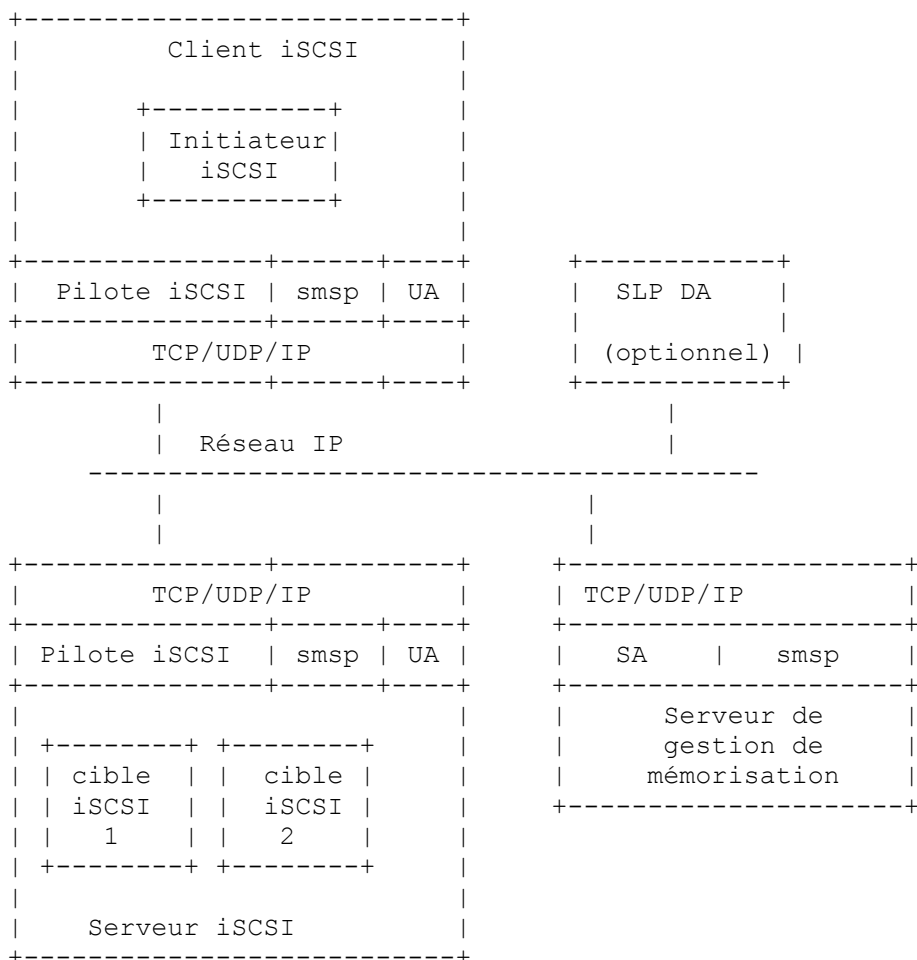 Client iSCSI
Initiateur
iSCSI
Pilote iSCSI | smsp | UA
TCP/UDP/IP
SLP DA
(optionnel)
Réseau IP
TCP/UDP/IP
Pilote iSCSI | smsp | UA
cible
iSCSI
1
cible
iSCSI
2
Serveur iSCSI
TCP/UDP/IP
SA | smsp
Serveur de
gestion de
mémorisation